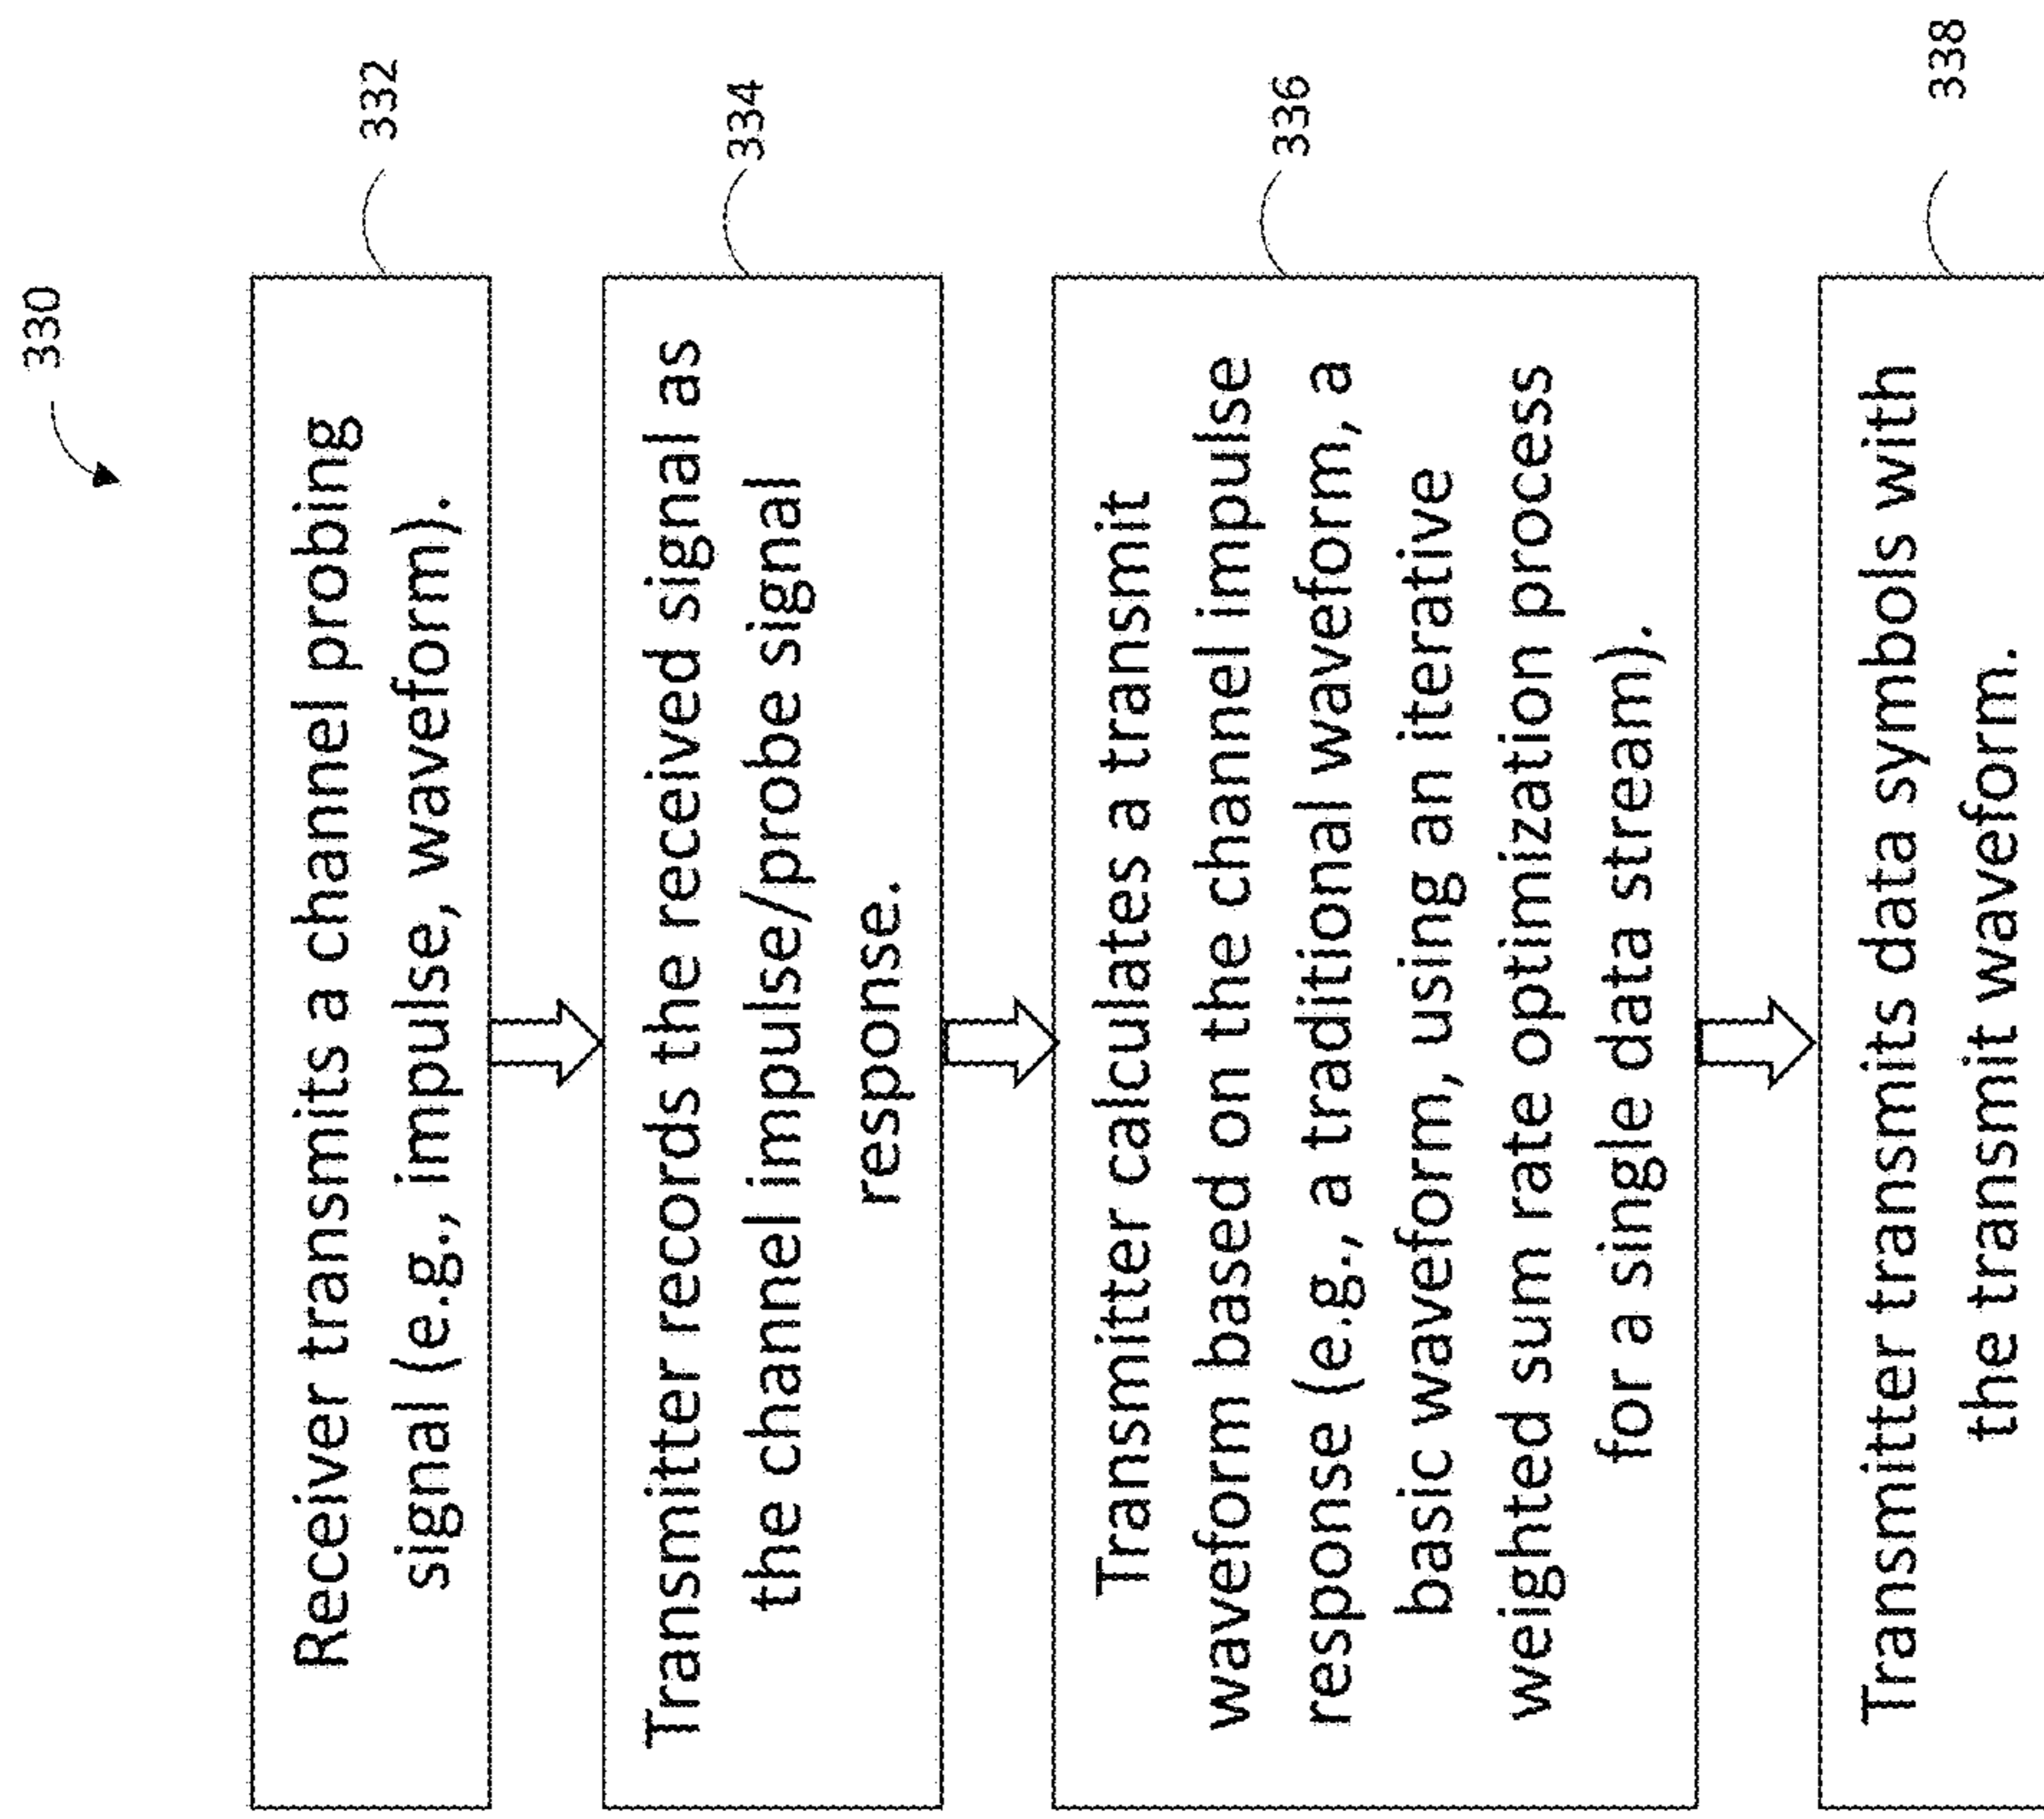 330
Receiver transmits a channel probing
signal (e.g., impulse, waveform).
332
Transmitter records the received signal as
the channel impulse/probe signal
response.
334
Transmitter calculates a transmit
waveform based on the channel impulse
response (e.g., a traditional waveform, a
basic waveform, using an iterative
weighted sum rate optimization process
for a single data stream).
336
Transmitter transmits data symbols with
the transmit waveform.
338